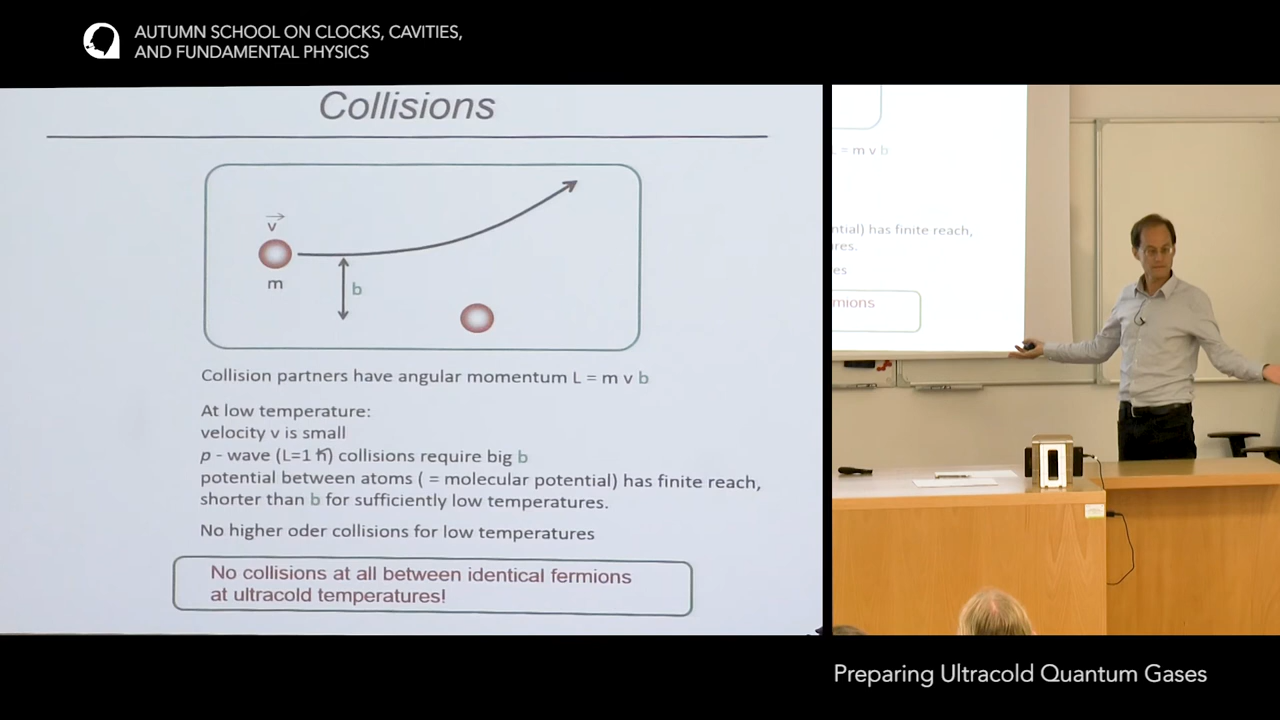 AUTUMN SCHOOL ON CLOCKS, CAVITIES,
AND FUNDAMENTAL PHYSICS
Collisions
v
m
b
Collision partners have angular momentum L = m v b
At low temperature:
velocity v is small
p - wave (L=1 ℏ) collisions require big b
potential between atoms ( = molecular potential) has finite reach,
shorter than b for sufficiently low temperatures.
No higher oder collisions for low temperatures
No collisions at all between identical fermions
at ultracold temperatures!
L = m v b
ntial) has finite reach,
res.
es
mions
Preparing Ultracold Quantum Gases